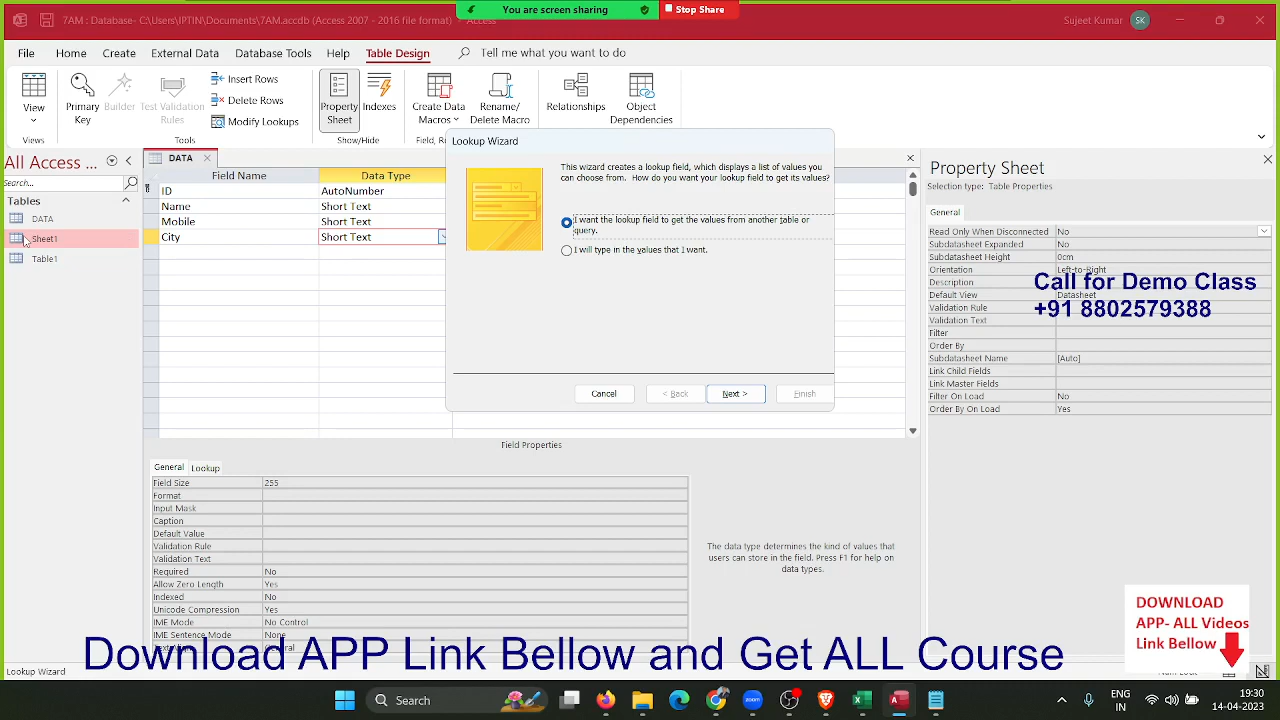 You are screen sharing
Stop Share
7AM : Database- C:\Users\IPTIN\Documents\7AM.accdb (Access 2007 - 2016 file format) - Access
Sujeet Kumar
SK
File
Home
Create
External Data
Database Tools
Help
Table Design
Tell me what you want to do
View
Primary Key
Builder
Test Validation Rules
Insert Rows
Delete Rows
Modify Lookups
Property Sheet
Indexes
Create Data Macros
Rename/ Delete Macro
Relationships
Object Dependencies
Views
Tools
Show/Hide
Field, R
All Access ...
Search...
Tables
DATA
Sheet1
Table1
DATA
Field Name
Data Type
ID
AutoNumber
Name
Short Text
Mobile
Short Text
City
Short Text
Lookup Wizard
This wizard creates a lookup field, which displays a list of values you
can choose from.  How do you want your lookup field to get its values?
I want the lookup field to get the values from another table or
query.
I will type in the values that I want.
Cancel
< Back
Next >
Finish
Property Sheet
Selection type: Table Properties
General
Read Only When Disconnected
No
Subdatasheet Expanded
No
Subdatasheet Height
0cm
Orientation
Left-to-Right
Description
Default View
Datasheet
Validation Rule
Validation Text
Filter
Order By
Subdatasheet Name
[Auto]
Link Child Fields
Link Master Fields
Filter On Load
No
Order By On Load
Yes
Call for Demo Class
+91 8802579388
Field Properties
General
Lookup
Field Size
255
Format
Input Mask
Caption
Default Value
Validation Rule
Validation Text
Required
No
Allow Zero Length
Yes
Indexed
No
Unicode Compression
Yes
IME Mode
No Control
IME Sentence Mode
None
The data type determines the kind of values that
users can store in the field. Press F1 for help on
data types.
DOWNLOAD
APP- ALL Videos
Link Bellow
Download APP Link Bellow and Get ALL Course
Lookup Wizard
Num Lock
Search
zoom
ENG
IN
19:30
14-04-2023